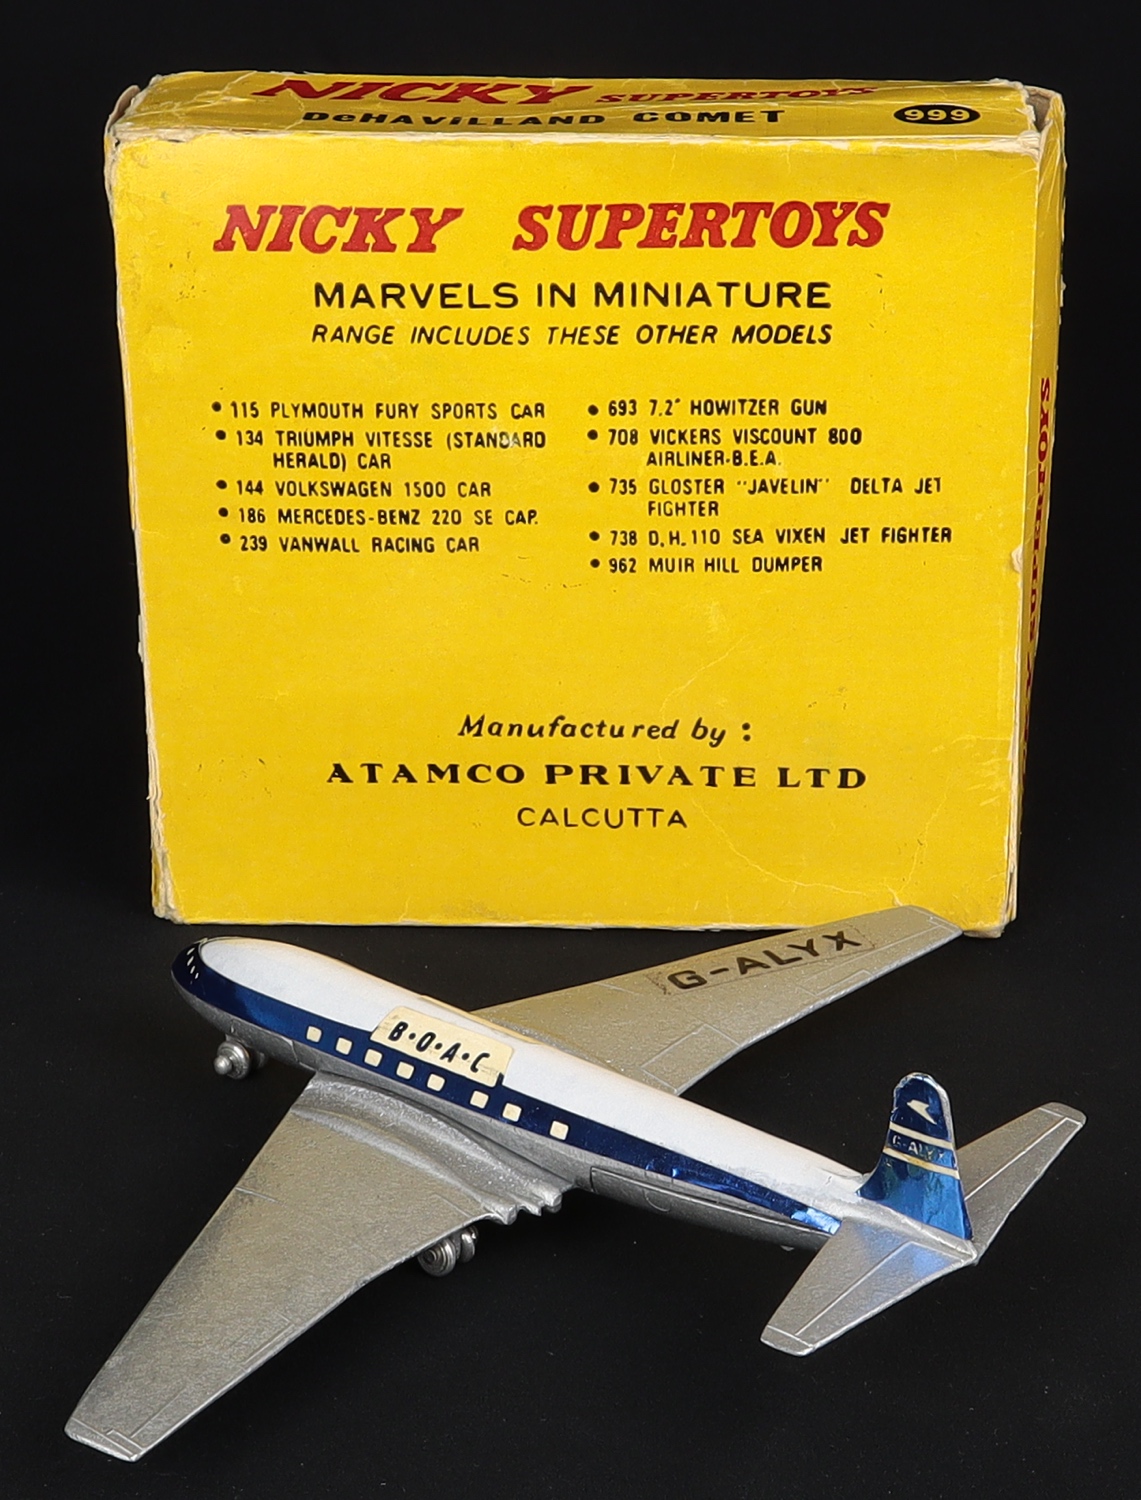 NICKY SUPERTOYS
DeHAVILLAND COMET 999
NICKY SUPERTOYS
MARVELS IN MINIATURE
RANGE INCLUDES THESE OTHER MODELS
• 115 PLYMOUTH FURY SPORTS CAR
• 134 TRIUMPH VITESSE (STANDARD
HERALD) CAR
• 144 VOLKSWAGEN 1500 CAR
• 186 MERCEDES-BENZ 220 SE CAP.
• 239 VANWALL RACING CAR
• 693 7.2" HOWITZER GUN
• 708 VICKERS VISCOUNT 800
AIRLINER-B.E.A.
• 735 GLOSTER "JAVELIN" DELTA JET
FIGHTER
• 738 D.H.110 SEA VIXEN JET FIGHTER
• 962 MUIR HILL DUMPER
Manufactured by :
ATAMCO PRIVATE LTD
CALCUTTA
SUPERTOYS
G-ALYX
B•O•A•C
G-ALYX